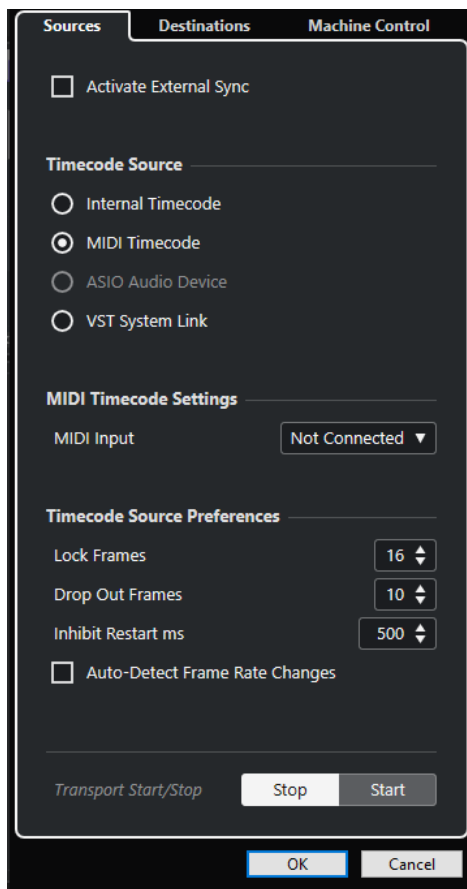 Sources Destinations Machine Control
Activate External Sync
Timecode Source
Internal Timecode
MIDI Timecode
ASIO Audio Device
VST System Link
MIDI Timecode Settings
MIDI Input Not Connected
Timecode Source Preferences
Lock Frames 16
Drop Out Frames 10
Inhibit Restart ms 500
Auto-Detect Frame Rate Changes
Transport Start/Stop Stop Start
OK Cancel